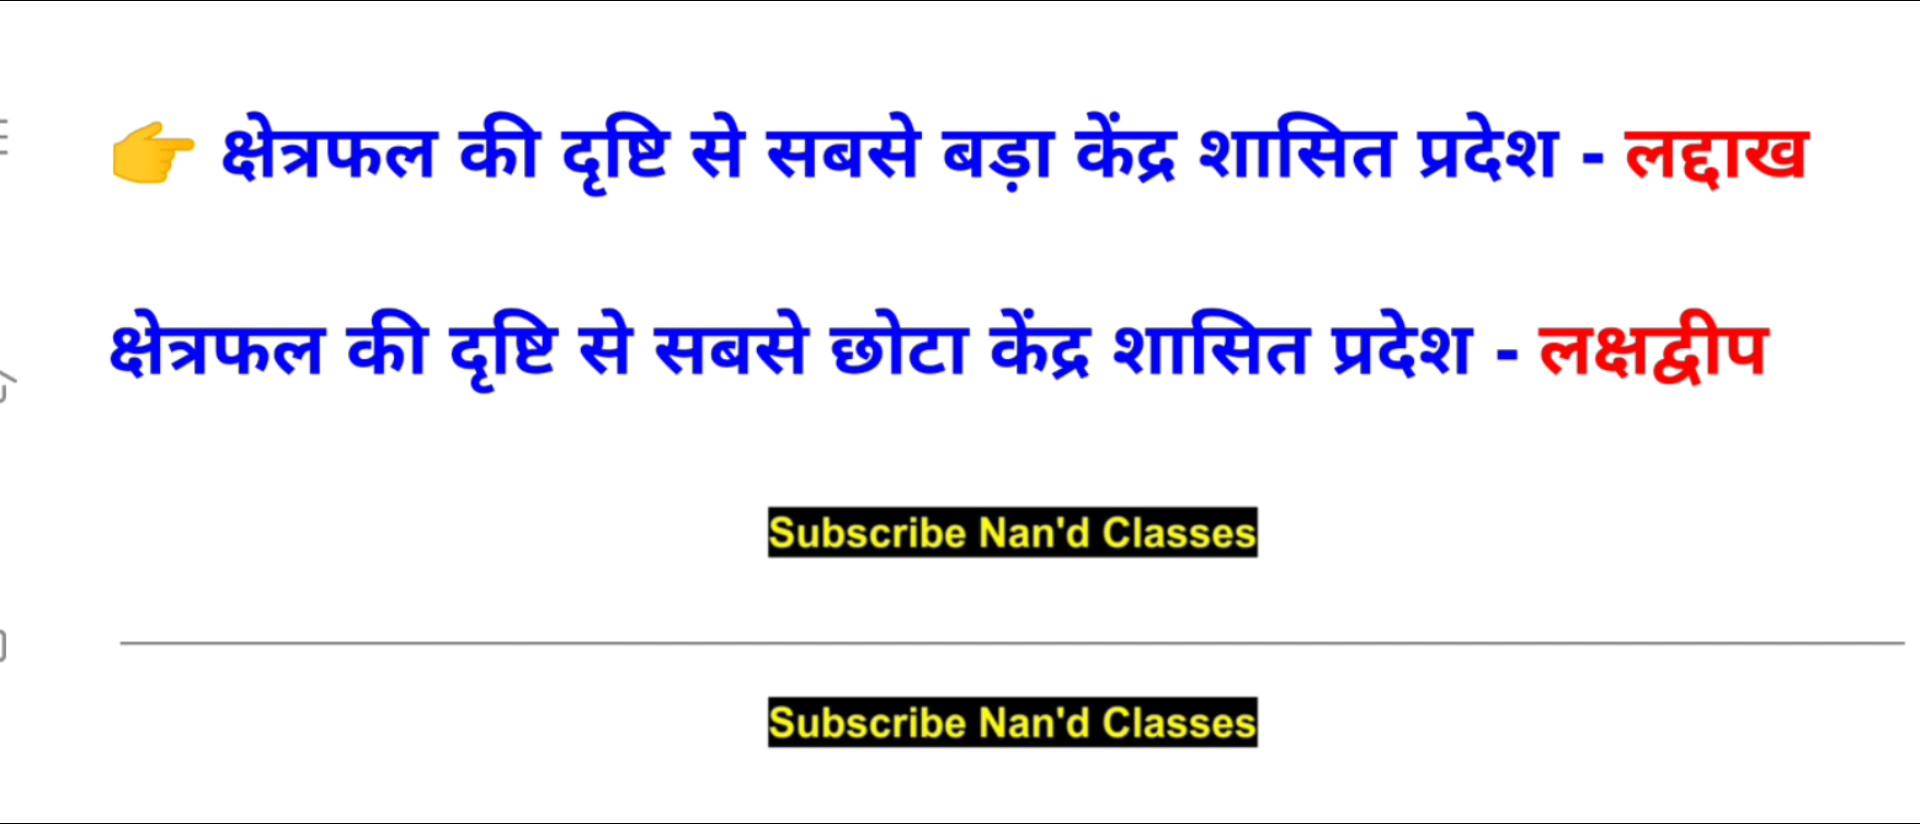 👉 क्षेत्रफल की दृष्टि से सबसे बड़ा केंद्र शासित प्रदेश - लद्दाख
क्षेत्रफल की दृष्टि से सबसे छोटा केंद्र शासित प्रदेश - लक्षद्वीप
Subscribe Nan'd Classes
Subscribe Nan'd Classes